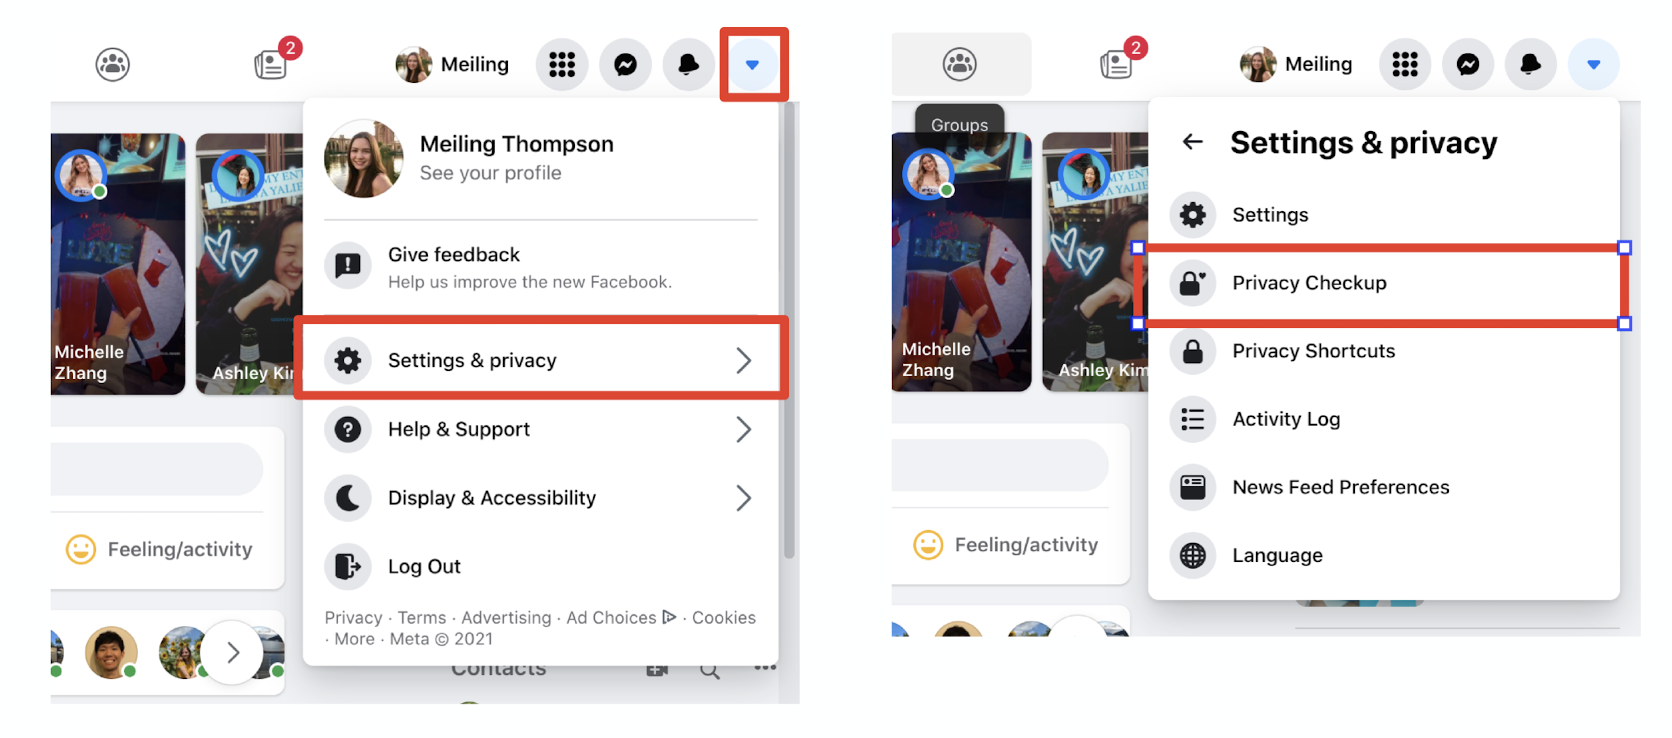 2
Meiling
Meiling Thompson
See your profile
Give feedback
Help us improve the new Facebook.
Settings & privacy
Help & Support
Display & Accessibility
Log Out
Privacy · Terms · Advertising · Ad Choices · Cookies
· More · Meta © 2021
Michelle
Zhang
Ashley Kim
Feeling/activity
Contacts
2
Meiling
Groups
Settings & privacy
Settings
Privacy Checkup
Privacy Shortcuts
Activity Log
News Feed Preferences
Language
Michelle
Zhang
Ashley Kim
Feeling/activity